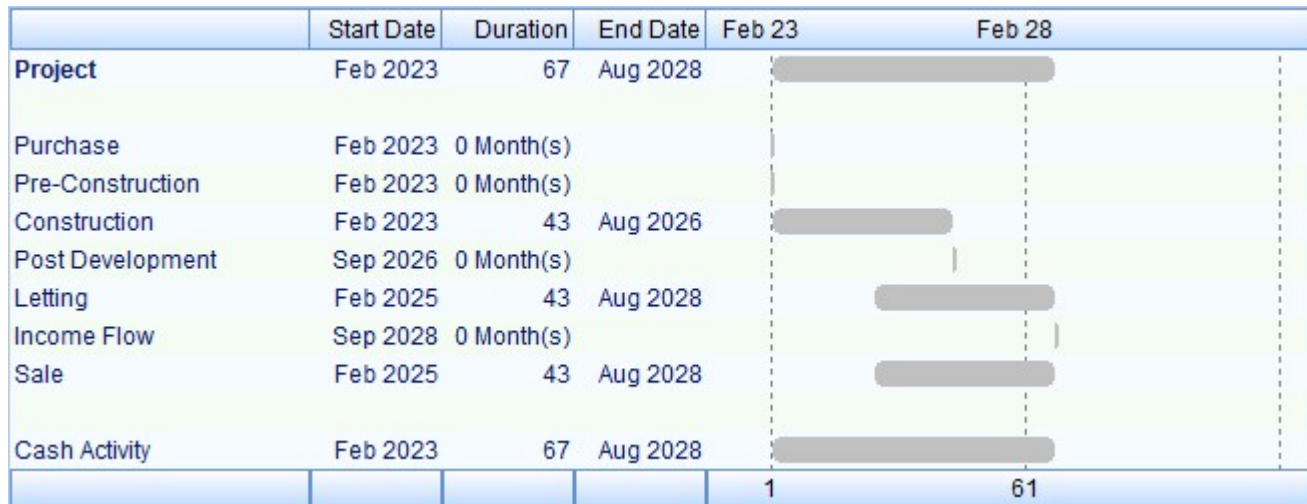 Start Date Duration End Date Feb 23 Feb 28
Project Feb 2023 67 Aug 2028
Purchase Feb 2023 0 Month(s)
Pre-Construction Feb 2023 0 Month(s)
Construction Feb 2023 43 Aug 2026
Post Development Sep 2026 0 Month(s)
Letting Feb 2025 43 Aug 2028
Income Flow Sep 2028 0 Month(s)
Sale Feb 2025 43 Aug 2028
Cash Activity Feb 2023 67 Aug 2028
1 61